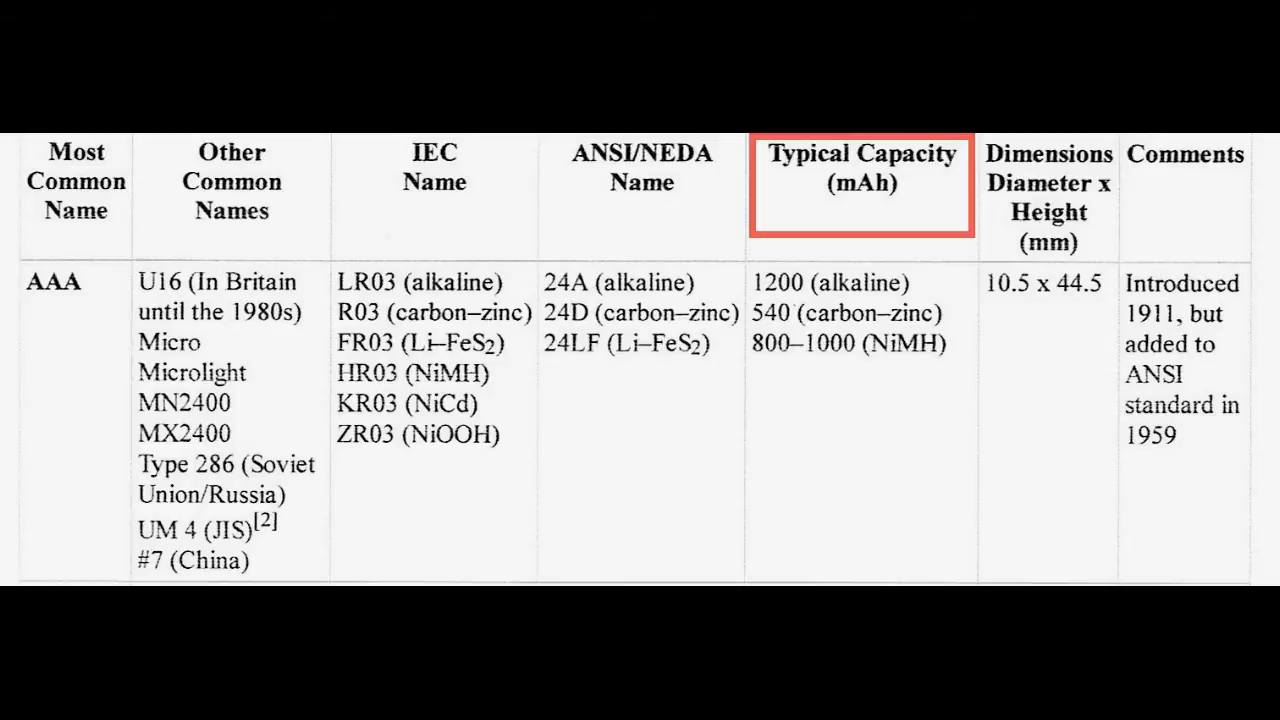 Most
Common
Name
Other
Common
Names
IEC
Name
ANSI/NEDA
Name
Typical Capacity
(mAh)
Dimensions
Diameter x
Height
(mm)
Comments
AAA
U16 (In Britain
until the 1980s)
Micro
Microlight
MN2400
MX2400
Type 286 (Soviet
Union/Russia)
UM 4 (JIS)[2]
#7 (China)
LR03 (alkaline)
R03 (carbon–zinc)
FR03 (Li–FeS2)
HR03 (NiMH)
KR03 (NiCd)
ZR03 (NiOOH)
24A (alkaline)
24D (carbon–zinc)
24LF (Li–FeS2)
1200 (alkaline)
540 (carbon–zinc)
800–1000 (NiMH)
10.5 x 44.5
Introduced
1911, but
added to
ANSI
standard in
1959